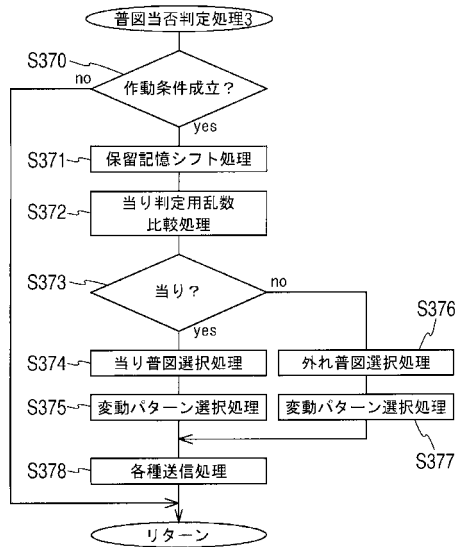 普図当否判定処理3
S370
no
作動条件成立？
yes
S371
保留記憶シフト処理
S372
当り判定用乱数
比較処理
S373
当り？
no
yes
S376
S374
当り普図選択処理
外れ普図選択処理
S375
変動パターン選択処理
変動パターン選択処理
S377
S378
各種送信処理
リターン